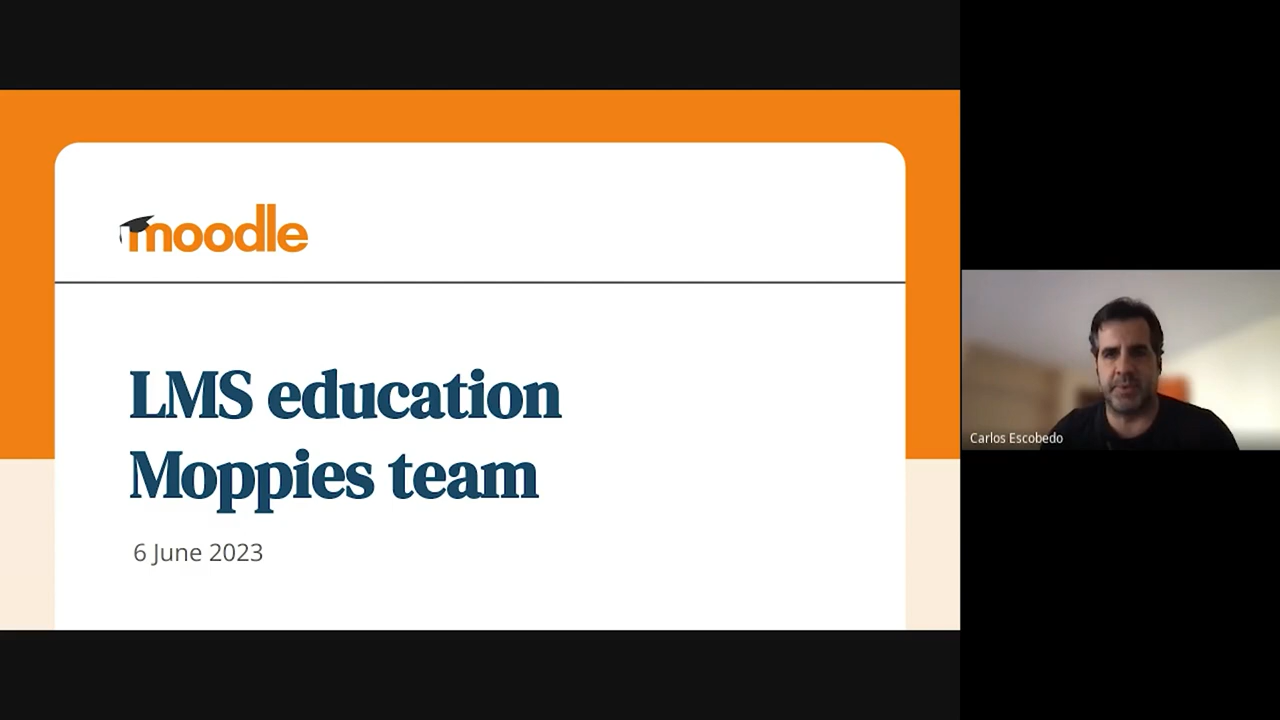 moodle
LMS education
Moppies team
6 June 2023
Carlos Escobedo